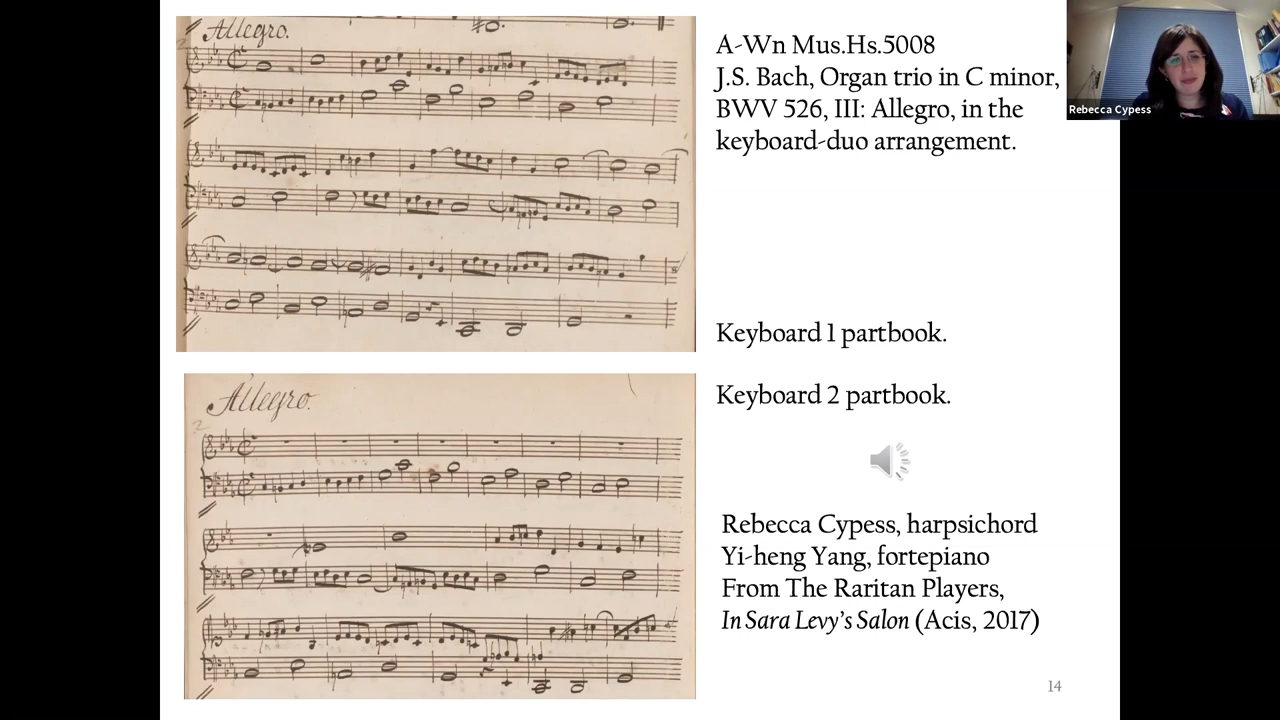 Allegro.
A-Wn Mus.Hs.5008
J.S. Bach, Organ trio in C minor,
BWV 526, III: Allegro, in the
keyboard-duo arrangement.
Rebecca Cypess
Keyboard 1 partbook.
Keyboard 2 partbook.
Allegro.
2
Rebecca Cypess, harpsichord
Yi-heng Yang, fortepiano
From The Raritan Players,
In Sara Levy's Salon (Acis, 2017)
14